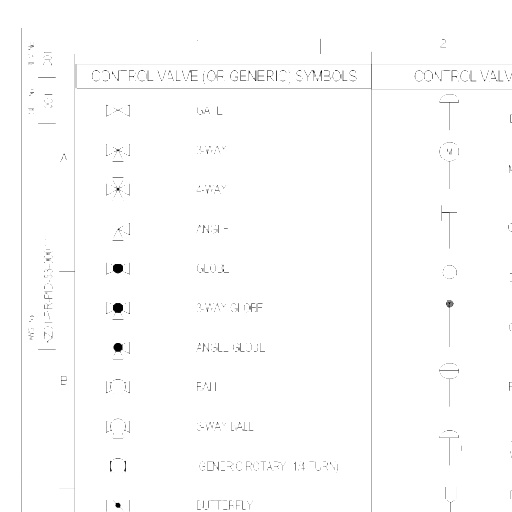 1
2
CONTROL VALVE (OR GENERIC) SYMBOLS
CONTROL VALV
GATE
3-WAY
A
4-WAY
ANGLE
GLOBE
3-WAY GLOBE
ANGLE GLOBE
B
BALL
3-WAY BALL
GENERIC ROTARY (1/4 TURN)
BUTTERFLY